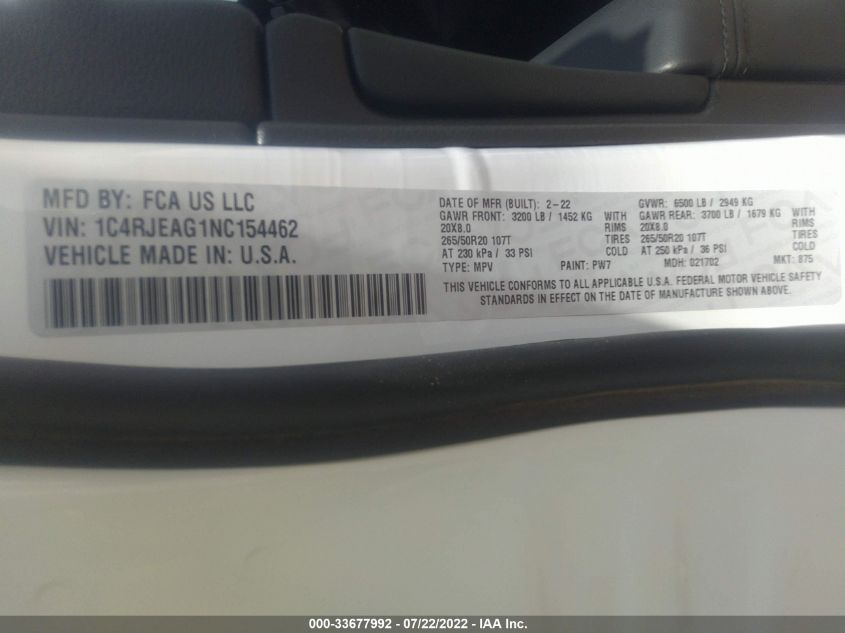 MFD BY: FCA US LLC
VIN: 1C4RJEAG1NC154462
VEHICLE MADE IN: U.S.A.
DATE OF MFR (BUILT): 2-22
GAWR FRONT: 3200 LB / 1452 KG WITH
20X8.0 RIMS
265/50R20 107T TIRES
AT 230 kPa / 33 PSI COLD
TYPE: MPV PAINT: PW7
GVWR: 6500 LB / 2949 KG
GAWR REAR: 3700 LB / 1679 KG WITH
20X8.0 RIMS
265/50R20 107T TIRES
AT 250 kPa / 36 PSI COLD
MDH: 021702 MKT: 875
THIS VEHICLE CONFORMS TO ALL APPLICABLE U.S.A. FEDERAL MOTOR VEHICLE SAFETY
STANDARDS IN EFFECT ON THE DATE OF MANUFACTURE SHOWN ABOVE.
000-33677992 - 07/22/2022 - IAA Inc.